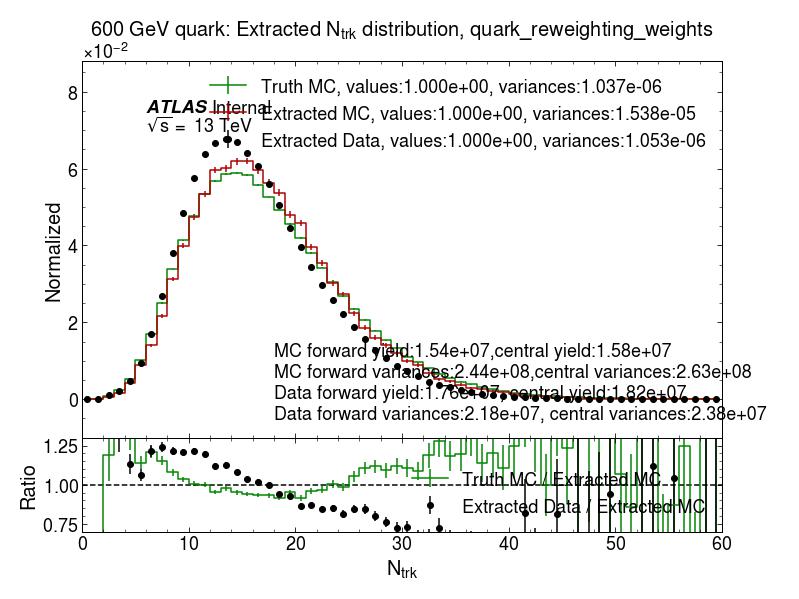 600 GeV quark: Extracted Ntrk distribution, quark_reweighting_weights
×10−2
Truth MC, values:1.000e+00, variances:1.037e-06
ATLAS Internal
Extracted MC, values:1.000e+00, variances:1.538e-05
√s = 13 TeV
Extracted Data, values:1.000e+00, variances:1.053e-06
8
6
4
2
0
Normalized
MC forward yield:1.54e+07,central yield:1.58e+07
MC forward variances:2.44e+08,central variances:2.63e+08
Data forward yield:1.76e+07, central yield:1.82e+07
Data forward variances:2.18e+07, central variances:2.38e+07
1.25
1.00
0.75
Ratio
Truth MC / Extracted MC
Extracted Data / Extracted MC
0 10 20 30 40 50 60
Ntrk